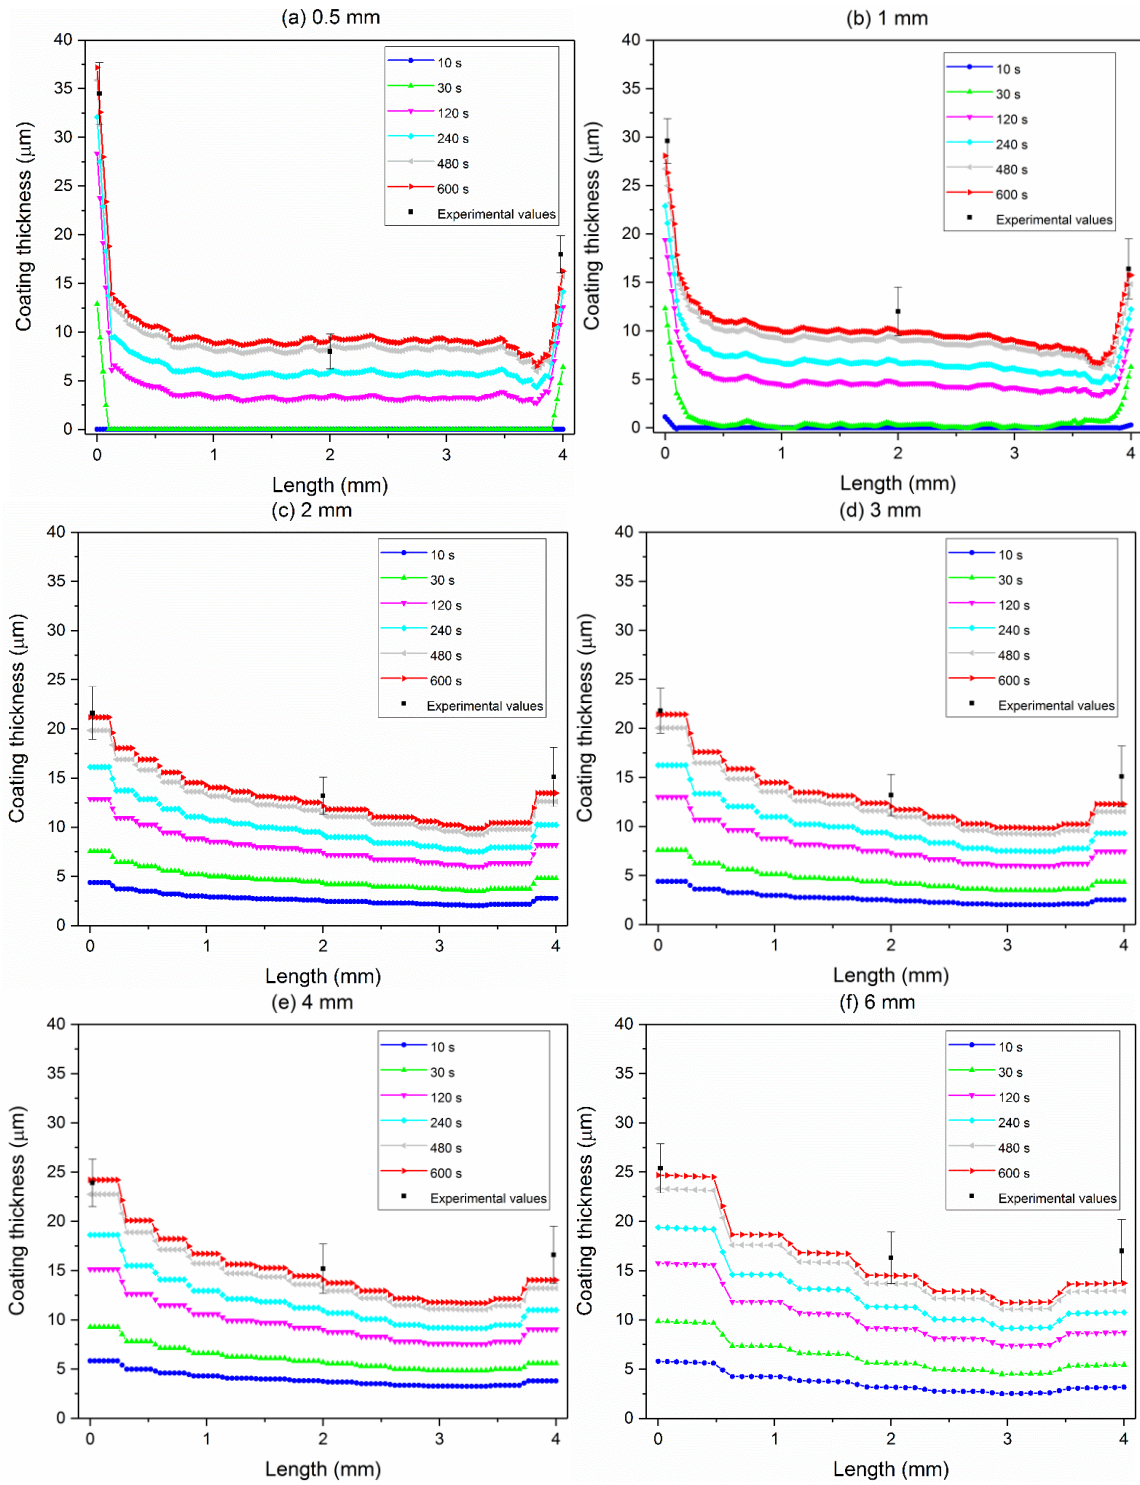 (a) 0.5 mm
40
35
30
25
20
15
10
5
0
Coating thickness (μm)
10 s
30 s
120 s
240 s
480 s
600 s
Experimental values
0 1 2 3 4
Length (mm)
(b) 1 mm
40
35
30
25
20
15
10
5
0
Coating thickness (μm)
10 s
30 s
120 s
240 s
480 s
600 s
Experimental values
0 1 2 3 4
Length (mm)
(c) 2 mm
40
35
30
25
20
15
10
5
0
Coating thickness (μm)
10 s
30 s
120 s
240 s
480 s
600 s
Experimental values
0 1 2 3 4
Length (mm)
(d) 3 mm
40
35
30
25
20
15
10
5
0
Coating thickness (μm)
10 s
30 s
120 s
240 s
480 s
600 s
Experimental values
0 1 2 3 4
Length (mm)
(e) 4 mm
40
35
30
25
20
15
10
5
0
Coating thickness (μm)
10 s
30 s
120 s
240 s
480 s
600 s
Experimental values
0 1 2 3 4
Length (mm)
(f) 6 mm
40
35
30
25
20
15
10
5
0
Coating thickness (μm)
10 s
30 s
120 s
240 s
480 s
600 s
Experimental values
0 1 2 3 4
Length (mm)